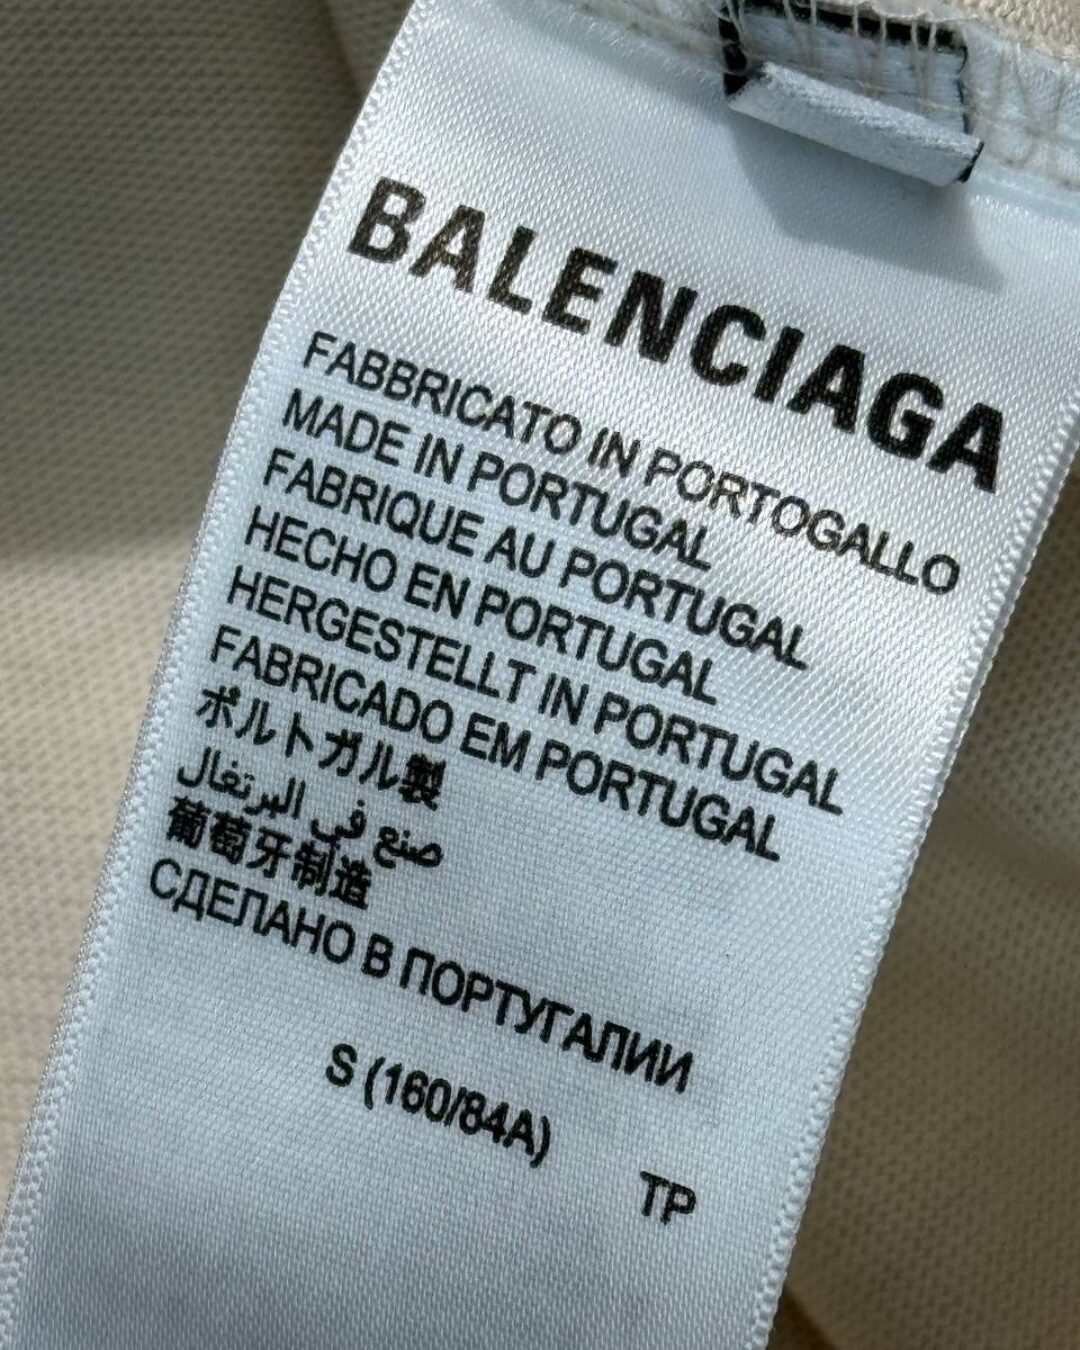 BALENCIAGA
FABBRICATO IN PORTOGALLO
MADE IN PORTUGAL
FABRIQUE AU PORTUGAL
HECHO EN PORTUGAL
HERGESTELLT IN PORTUGAL
FABRICADO EM PORTUGAL
ポルトガル製
صنع في البرتغال
葡萄牙制造
СДЕЛАНО В ПОРТУГАЛИИ
S (160/84A)
TP